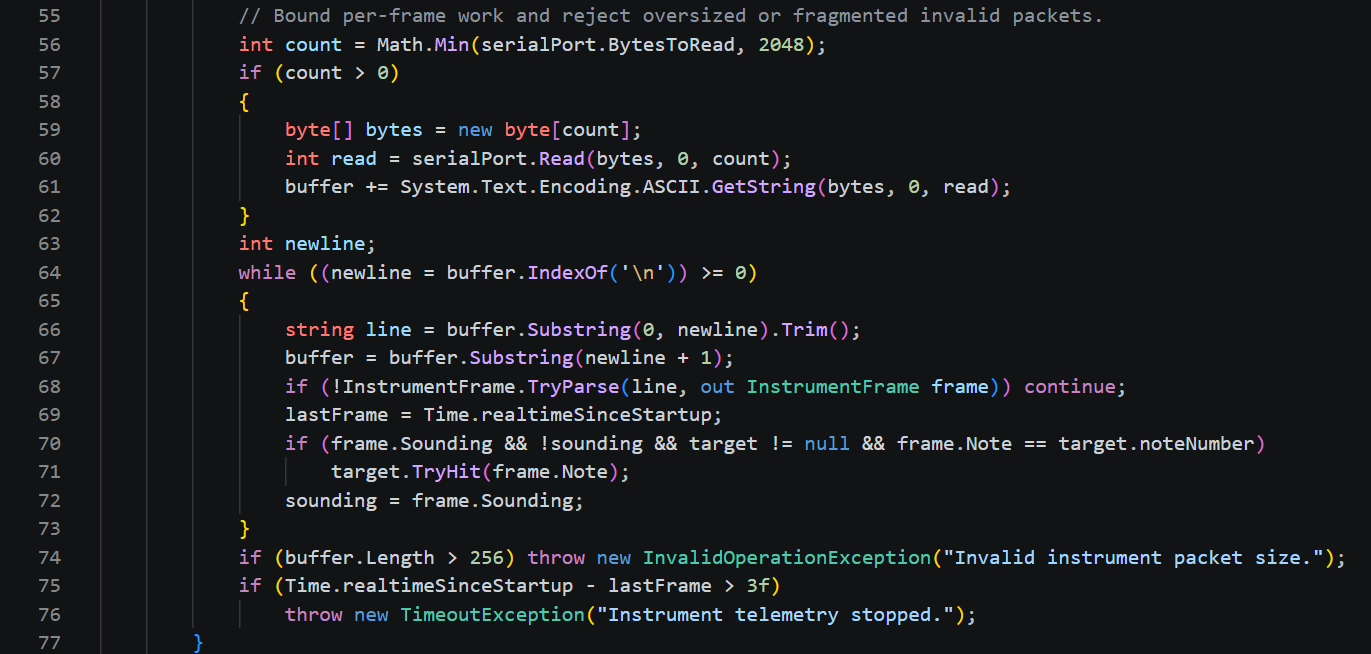 55 // Bound per-frame work and reject oversized or fragmented invalid packets.
56 int count = Math.Min(serialPort.BytesToRead, 2048);
57 if (count > 0)
58 {
59 byte[] bytes = new byte[count];
60 int read = serialPort.Read(bytes, 0, count);
61 buffer += System.Text.Encoding.ASCII.GetString(bytes, 0, read);
62 }
63 int newline;
64 while ((newline = buffer.IndexOf('\n')) >= 0)
65 {
66 string line = buffer.Substring(0, newline).Trim();
67 buffer = buffer.Substring(newline + 1);
68 if (!InstrumentFrame.TryParse(line, out InstrumentFrame frame)) continue;
69 lastFrame = Time.realtimeSinceStartup;
70 if (frame.Sounding && !sounding && target != null && frame.Note == target.noteNumber)
71 target.TryHit(frame.Note);
72 sounding = frame.Sounding;
73 }
74 if (buffer.Length > 256) throw new InvalidOperationException("Invalid instrument packet size.");
75 if (Time.realtimeSinceStartup - lastFrame > 3f)
76 throw new TimeoutException("Instrument telemetry stopped.");
77 }